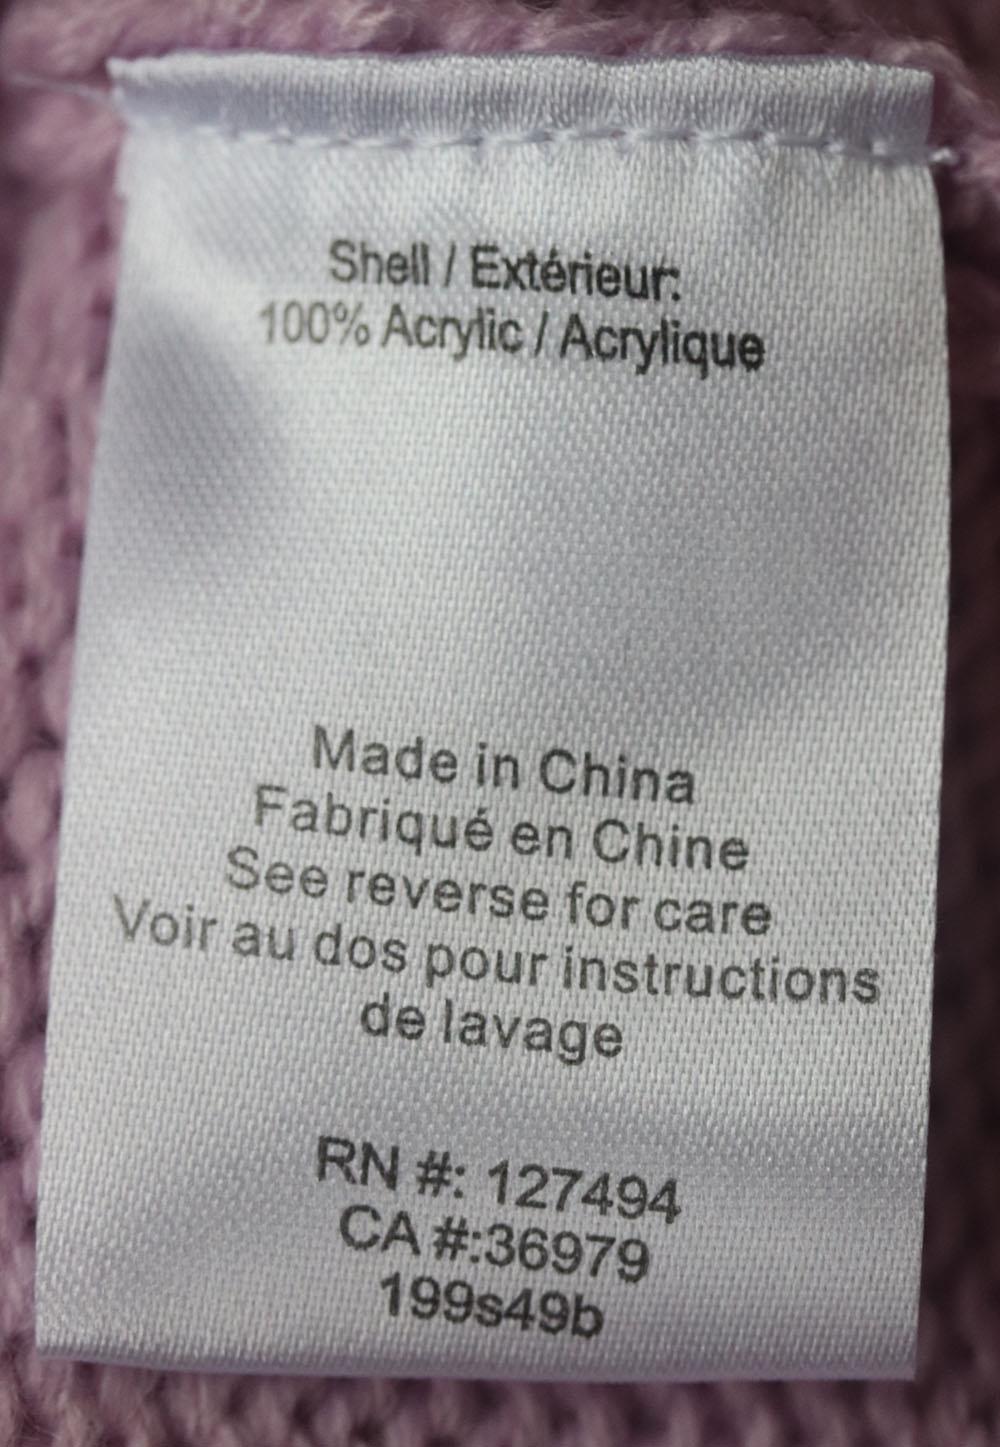 Shell / Extérieur:
100% Acrylic / Acrylique
Made in China
Fabriqué en Chine
See reverse for care
Voir au dos pour instructions
de lavage
RN #: 127494
CA #:36979
199s49b